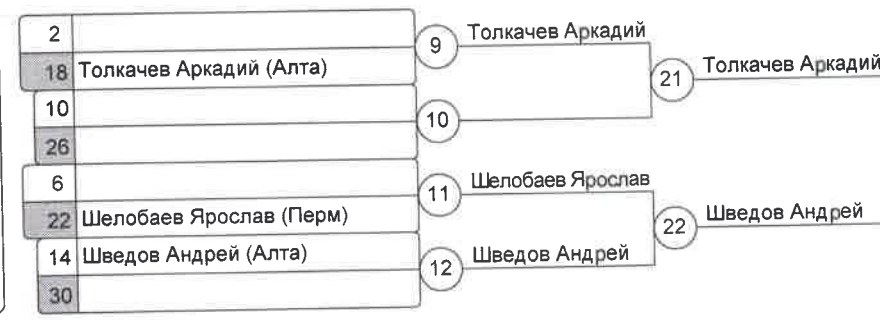 2
18 Толкачев Аркадий (Алта)
9 Толкачев Аркадий
21 Толкачев Аркадий
10
26
10
6
22 Шелобаев Ярослав (Перм)
11 Шелобаев Ярослав
22 Шведов Андрей
14 Шведов Андрей (Алта)
30
12 Шведов Андрей